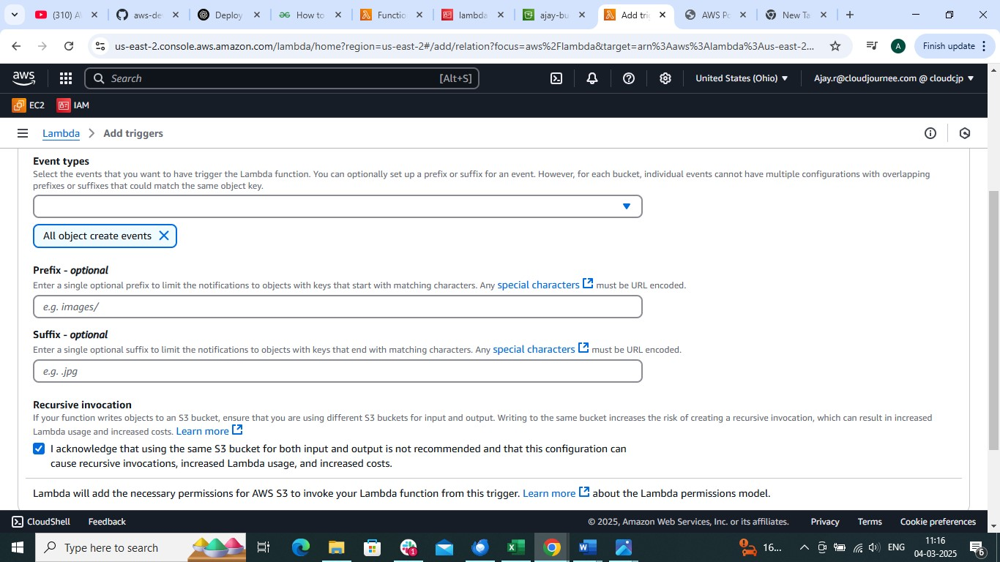 (310) A
aws-de
Deploy
How to
Functio
lambda
ajay-bu
Add trig
AWS Po
New Ta
us-east-2.console.aws.amazon.com/lambda/home?region=us-east-2#/add/relation?focus=aws%2Flambda&target=arn%3Aaws%3Alambda%3Aus-east-2...
A
Finish update
aws
Search [Alt+S]
United States (Ohio)
Ajay.r@cloudjournee.com @ cloudcjp
EC2
IAM
Lambda > Add triggers
Event types
Select the events that you want to have trigger the Lambda function. You can optionally set up a prefix or suffix for an event. However, for each bucket, individual events cannot have multiple configurations with overlapping
prefixes or suffixes that could match the same object key.
All object create events
Prefix - optional
Enter a single optional prefix to limit the notifications to objects with keys that start with matching characters. Any special characters must be URL encoded.
e.g. images/
Suffix - optional
Enter a single optional suffix to limit the notifications to objects with keys that end with matching characters. Any special characters must be URL encoded.
e.g. .jpg
Recursive invocation
If your function writes objects to an S3 bucket, ensure that you are using different S3 buckets for input and output. Writing to the same bucket increases the risk of creating a recursive invocation, which can result in increased
Lambda usage and increased costs. Learn more
I acknowledge that using the same S3 bucket for both input and output is not recommended and that this configuration can
cause recursive invocations, increased Lambda usage, and increased costs.
Lambda will add the necessary permissions for AWS S3 to invoke your Lambda function from this trigger. Learn more about the Lambda permissions model.
CloudShell
Feedback
© 2025, Amazon Web Services, Inc. or its affiliates.
Privacy
Terms
Cookie preferences
Type here to search
1
16...
ENG
11:16
04-03-2025
6